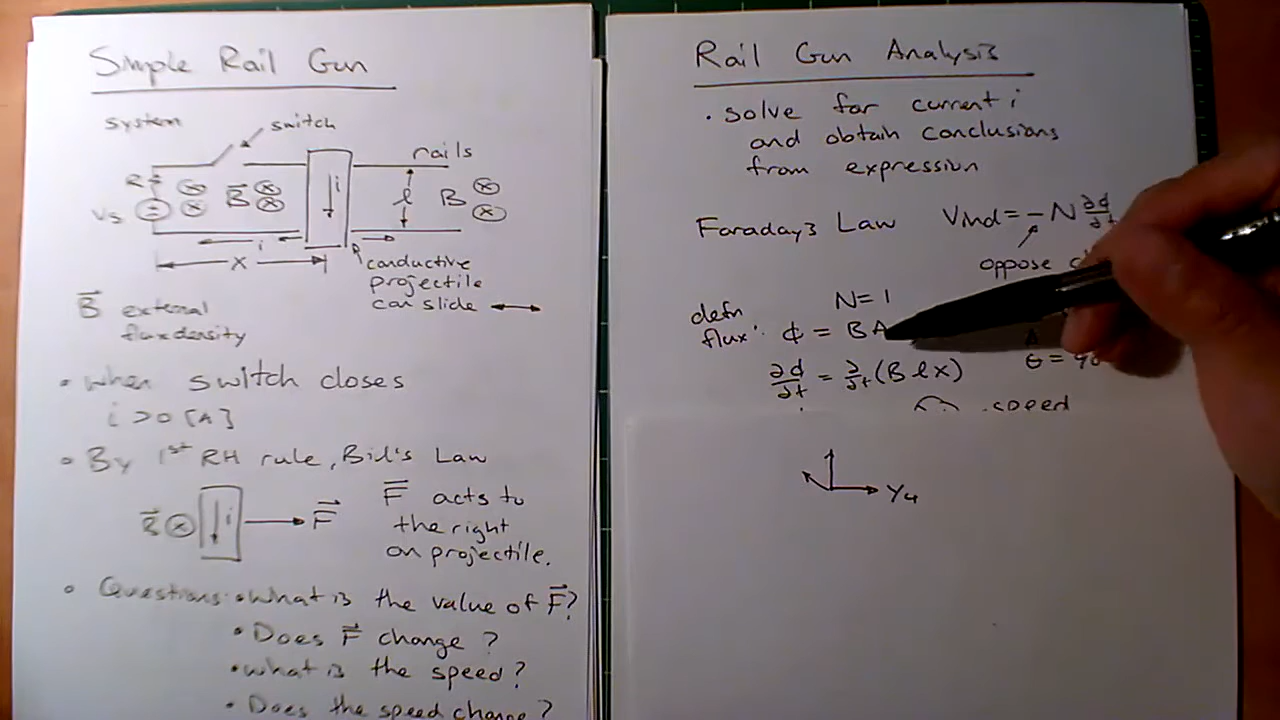 Simple Rail Gun
system
switch
rails
R
i
B⃗
l
B
Vs
i
x
conductive
projectile
can slide
B⃗ external
flux density
• When switch closes
i > 0 [A]
• By 1st RH rule, Bil's Law
B⃗
i
F⃗
F⃗ acts to
the right
on projectile.
• Questions: • What is the value of F⃗?
• Does F⃗ change?
• What is the speed?
• Does the speed change?
Rail Gun Analysis
• solve for current i
and obtain conclusions
from expression
Faraday's Law Vind = - N ∂ϕ/∂t
oppose
N = 1
defn
flux: ϕ = BA
∂ϕ/∂t = ∂/∂t (B l x)
θ = 90
speed